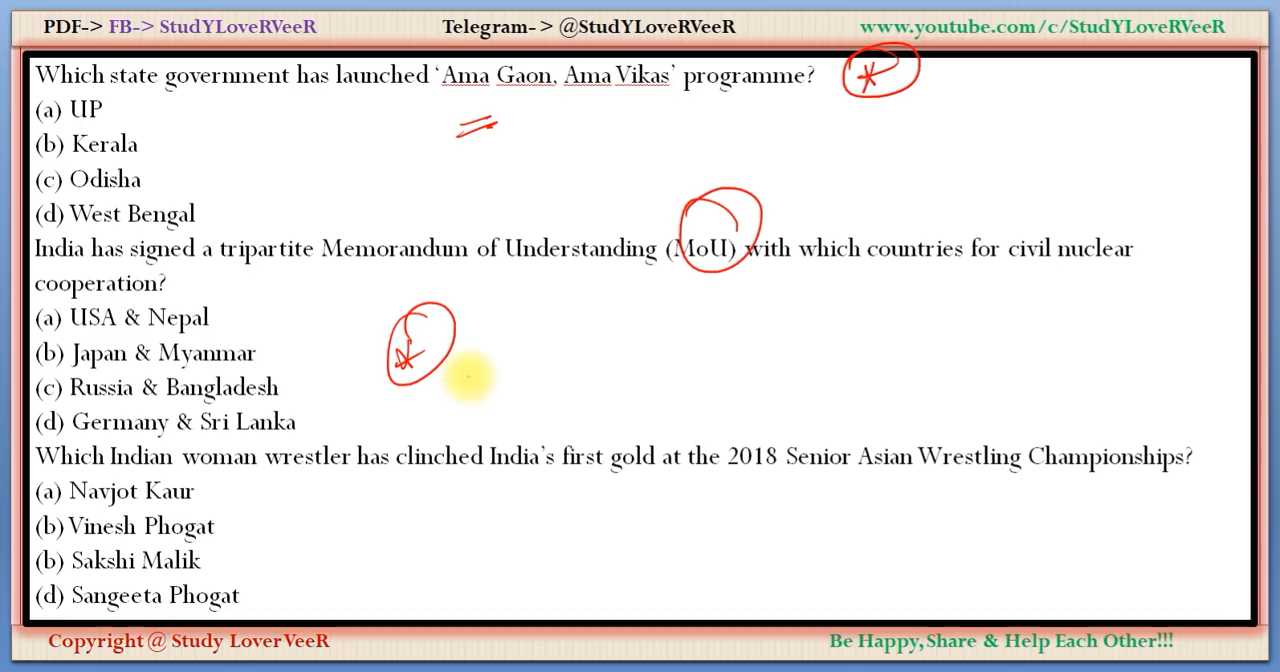 PDF-> FB-> StudYLoveRVeeR Telegram- > @StudYLoveRVeeR www.youtube.com/c/StudYLoveRVeeR
Which state government has launched ‘Ama Gaon, Ama Vikas’ programme?
(a) UP
(b) Kerala
(c) Odisha
(d) West Bengal
India has signed a tripartite Memorandum of Understanding (MoU) with which countries for civil nuclear
cooperation?
(a) USA & Nepal
(b) Japan & Myanmar
(c) Russia & Bangladesh
(d) Germany & Sri Lanka
Which Indian woman wrestler has clinched India’s first gold at the 2018 Senior Asian Wrestling Championships?
(a) Navjot Kaur
(b) Vinesh Phogat
(b) Sakshi Malik
(d) Sangeeta Phogat
Copyright @ Study LoverVeeR Be Happy,Share & Help Each Other!!!